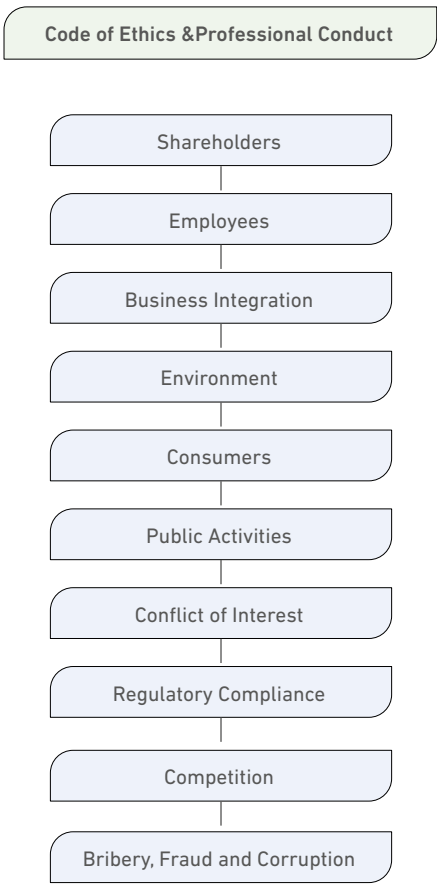 Code of Ethics &Professional Conduct
Shareholders
Employees
Business Integration
Environment
Consumers
Public Activities
Conflict of Interest
Regulatory Compliance
Competition
Bribery, Fraud and Corruption